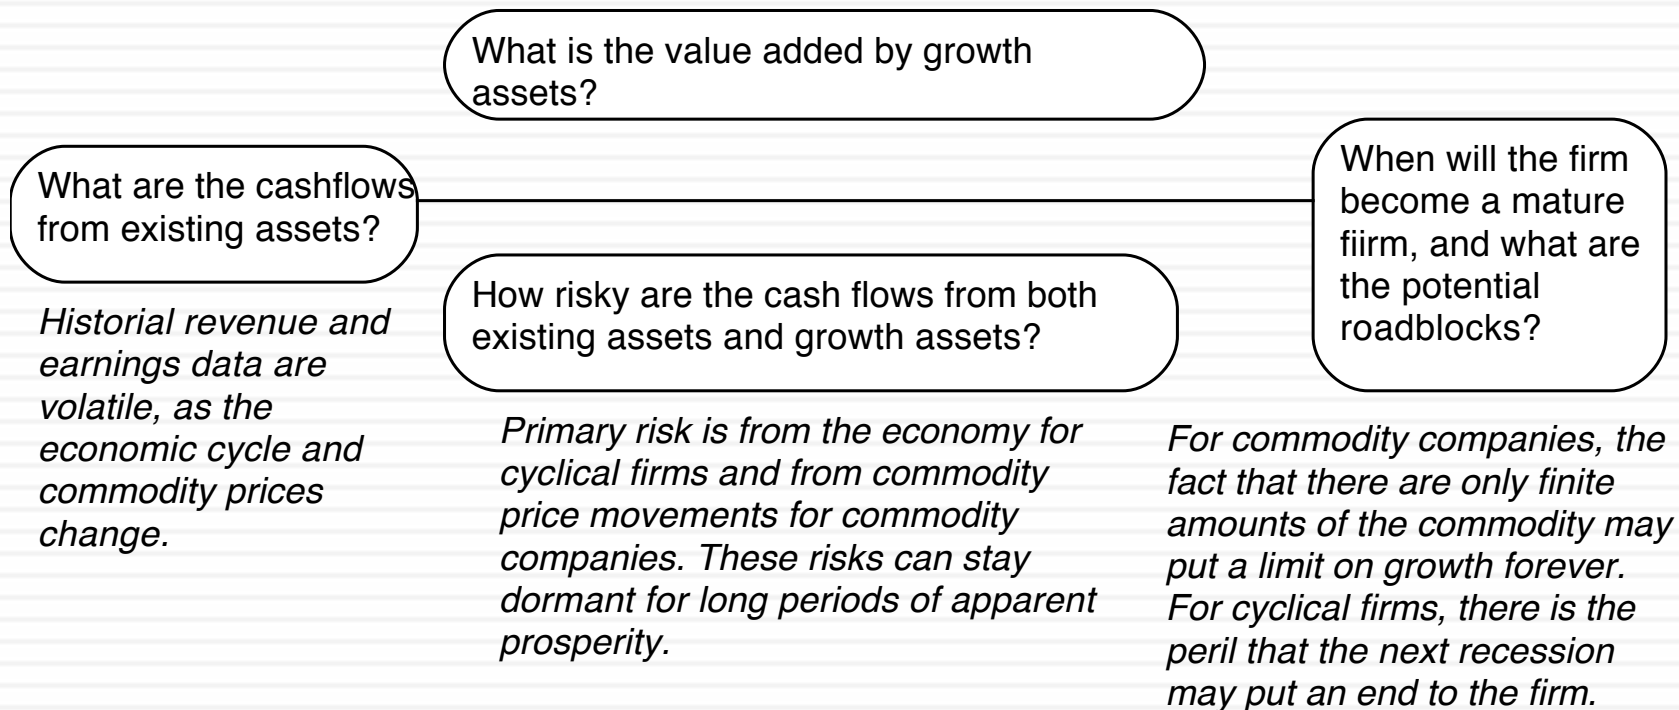 What is the value added by growth
assets?
What are the cashflows
from existing assets?
Historial revenue and
earnings data are
volatile, as the
economic cycle and
commodity prices
change.
How risky are the cash flows from both
existing assets and growth assets?
Primary risk is from the economy for
cyclical firms and from commodity
price movements for commodity
companies. These risks can stay
dormant for long periods of apparent
prosperity.
When will the firm
become a mature
fiirm, and what are
the potential
roadblocks?
For commodity companies, the
fact that there are only finite
amounts of the commodity may
put a limit on growth forever.
For cyclical firms, there is the
peril that the next recession
may put an end to the firm.